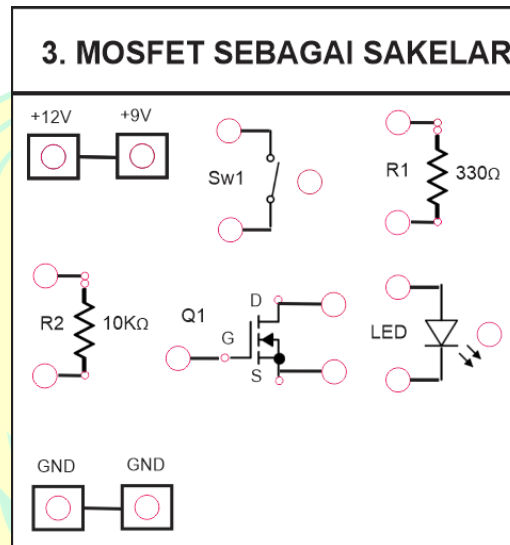 3. MOSFET SEBAGAI SAKELAR
+12V +9V
Sw1
R1 330Ω
R2 10KΩ
Q1 D
G
S
LED
GND GND